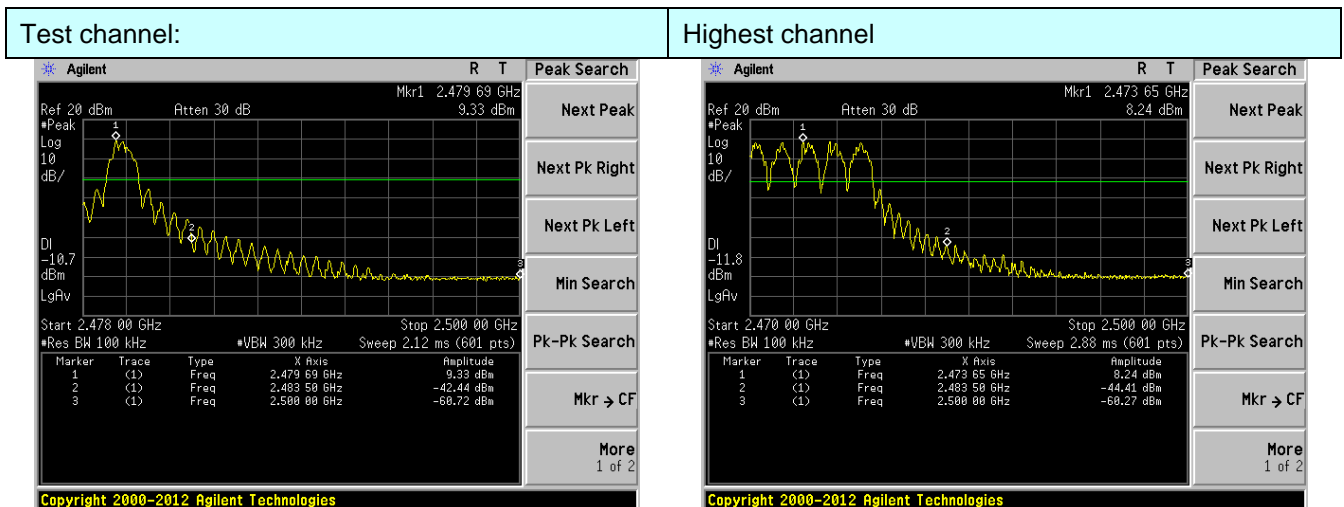 Test channel: Highest channel
Agilent R T Peak Search
Mkr1 2.479 69 GHz
Ref 20 dBm Atten 30 dB 9.33 dBm
#Peak
Log
10
dB/
1
2
3
DI
-10.7
dBm
LgAv
Start 2.478 00 GHz Stop 2.500 00 GHz
#Res BW 100 kHz #VBW 300 kHz Sweep 2.12 ms (601 pts)
Marker Trace Type X Axis Amplitude
1 (1) Freq 2.479 69 GHz 9.33 dBm
2 (1) Freq 2.483 50 GHz -42.44 dBm
3 (1) Freq 2.500 00 GHz -60.72 dBm
Next Peak
Next Pk Right
Next Pk Left
Min Search
Pk-Pk Search
Mkr → CF
More
1 of 2
Copyright 2000-2012 Agilent Technologies
Agilent R T Peak Search
Mkr1 2.473 65 GHz
Ref 20 dBm Atten 30 dB 8.24 dBm
#Peak
Log
10
dB/
1
2
3
DI
-11.8
dBm
LgAv
Start 2.470 00 GHz Stop 2.500 00 GHz
#Res BW 100 kHz #VBW 300 kHz Sweep 2.88 ms (601 pts)
Marker Trace Type X Axis Amplitude
1 (1) Freq 2.473 65 GHz 8.24 dBm
2 (1) Freq 2.483 50 GHz -44.41 dBm
3 (1) Freq 2.500 00 GHz -60.27 dBm
Next Peak
Next Pk Right
Next Pk Left
Min Search
Pk-Pk Search
Mkr → CF
More
1 of 2
Copyright 2000-2012 Agilent Technologies